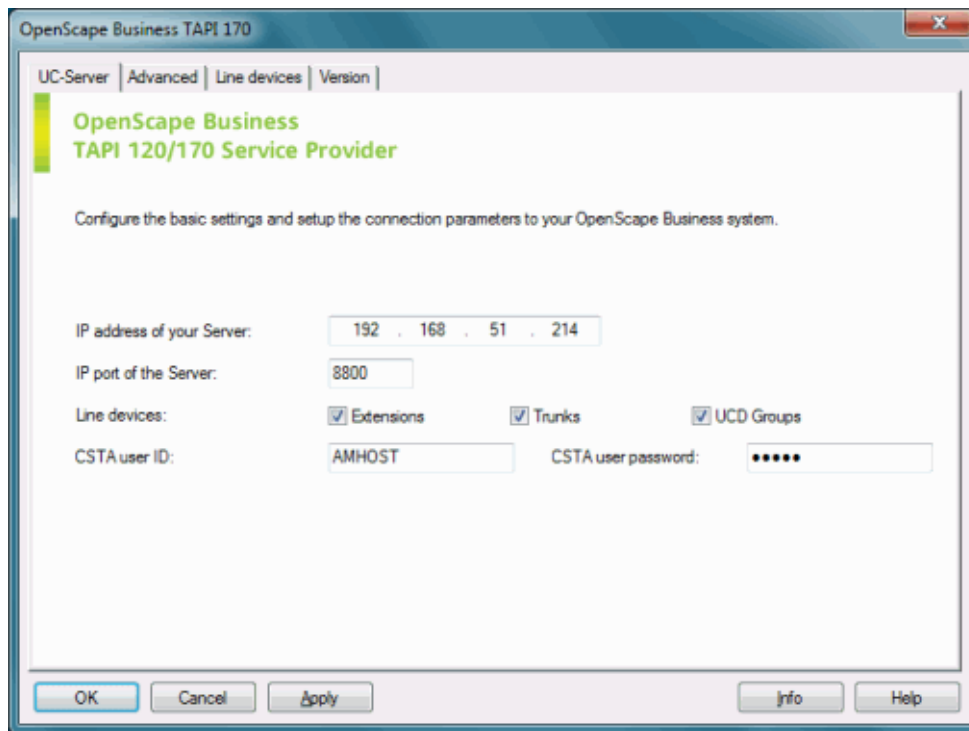 OpenScape Business TAPI 170
UC-Server Advanced Line devices Version
OpenScape Business
TAPI 120/170 Service Provider
Configure the basic settings and setup the connection parameters to your OpenScape Business system.
IP address of your Server: 192 . 168 . 51 . 214
IP port of the Server: 8800
Line devices: Extensions Trunks UCD Groups
CSTA user ID: AMHOST CSTA user password: •••••
OK Cancel Apply Info Help